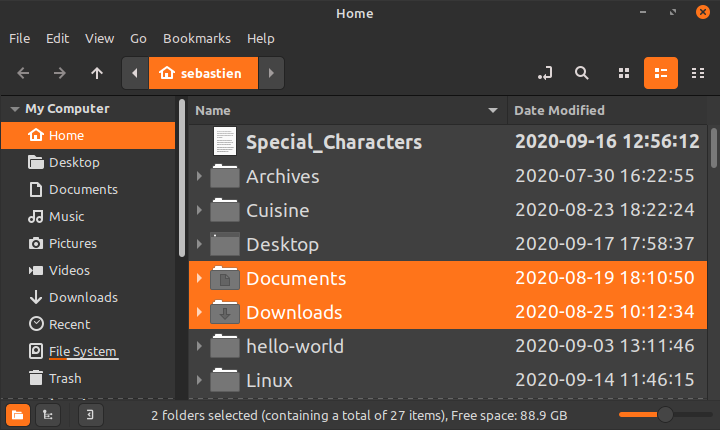 Home
File Edit View Go Bookmarks Help
sebastien
My Computer
Home
Desktop
Documents
Music
Pictures
Videos
Downloads
Recent
File System
Trash
Name Date Modified
Special_Characters 2020-09-16 12:56:12
Archives 2020-07-30 16:22:55
Cuisine 2020-08-23 18:22:24
Desktop 2020-09-17 17:58:37
Documents 2020-08-19 18:10:50
Downloads 2020-08-25 10:12:34
hello-world 2020-09-03 13:11:46
Linux 2020-09-14 11:46:15
2 folders selected (containing a total of 27 items), Free space: 88.9 GB